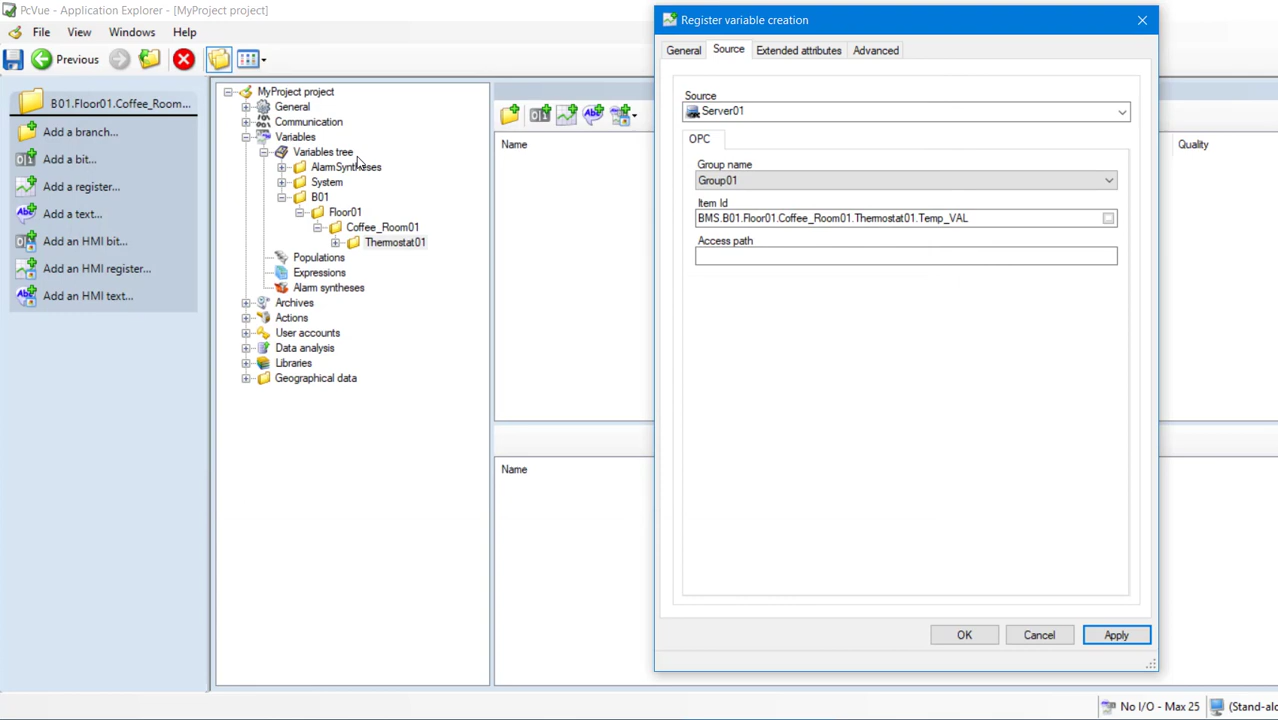 PcVue - Application Explorer - [MyProject project]
File View Windows Help
Previous
B01.Floor01.Coffee_Room...
Add a branch...
Add a bit...
Add a register...
Add a text...
Add an HMI bit...
Add an HMI register...
Add an HMI text...
MyProject project
General
Communication
Variables
Variables tree
AlarmSyntheses
System
B01
Floor01
Coffee_Room01
Thermostat01
Populations
Expressions
Alarm syntheses
Archives
Actions
User accounts
Data analysis
Libraries
Geographical data
Name
Quality
Name
Register variable creation
General Source Extended attributes Advanced
Source
Server01
OPC
Group name
Group01
Item Id
BMS.B01.Floor01.Coffee_Room01.Thermostat01.Temp_VAL
Access path
OK Cancel Apply
No I/O - Max 25 (Stand-alo